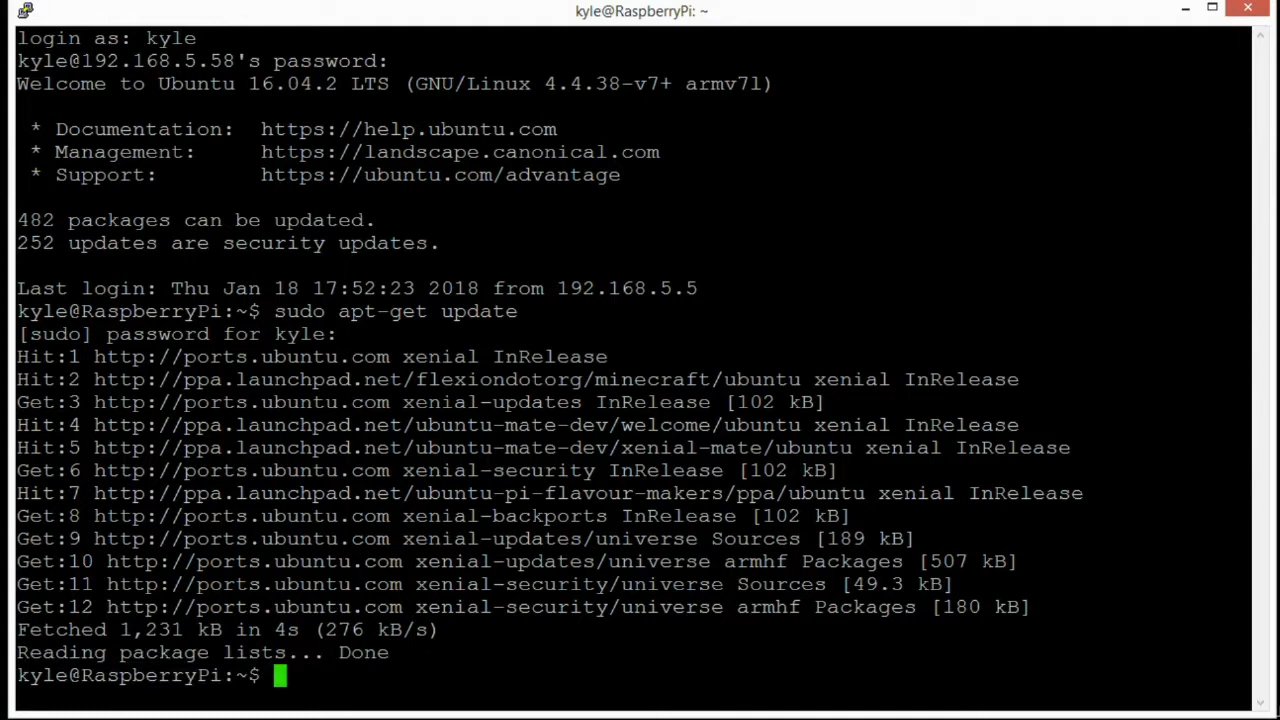 kyle@RaspberryPi: ~
login as: kyle
kyle@192.168.5.58's password:
Welcome to Ubuntu 16.04.2 LTS (GNU/Linux 4.4.38-v7+ armv7l)
* Documentation:  https://help.ubuntu.com
* Management:     https://landscape.canonical.com
* Support:        https://ubuntu.com/advantage
482 packages can be updated.
252 updates are security updates.
Last login: Thu Jan 18 17:52:23 2018 from 192.168.5.5
kyle@RaspberryPi:~$ sudo apt-get update
[sudo] password for kyle:
Hit:1 http://ports.ubuntu.com xenial InRelease
Hit:2 http://ppa.launchpad.net/flexiondotorg/minecraft/ubuntu xenial InRelease
Get:3 http://ports.ubuntu.com xenial-updates InRelease [102 kB]
Hit:4 http://ppa.launchpad.net/ubuntu-mate-dev/welcome/ubuntu xenial InRelease
Hit:5 http://ppa.launchpad.net/ubuntu-mate-dev/xenial-mate/ubuntu xenial InRelease
Get:6 http://ports.ubuntu.com xenial-security InRelease [102 kB]
Hit:7 http://ppa.launchpad.net/ubuntu-pi-flavour-makers/ppa/ubuntu xenial InRelease
Get:8 http://ports.ubuntu.com xenial-backports InRelease [102 kB]
Get:9 http://ports.ubuntu.com xenial-updates/universe Sources [189 kB]
Get:10 http://ports.ubuntu.com xenial-updates/universe armhf Packages [507 kB]
Get:11 http://ports.ubuntu.com xenial-security/universe Sources [49.3 kB]
Get:12 http://ports.ubuntu.com xenial-security/universe armhf Packages [180 kB]
Fetched 1,231 kB in 4s (276 kB/s)
Reading package lists... Done
kyle@RaspberryPi:~$